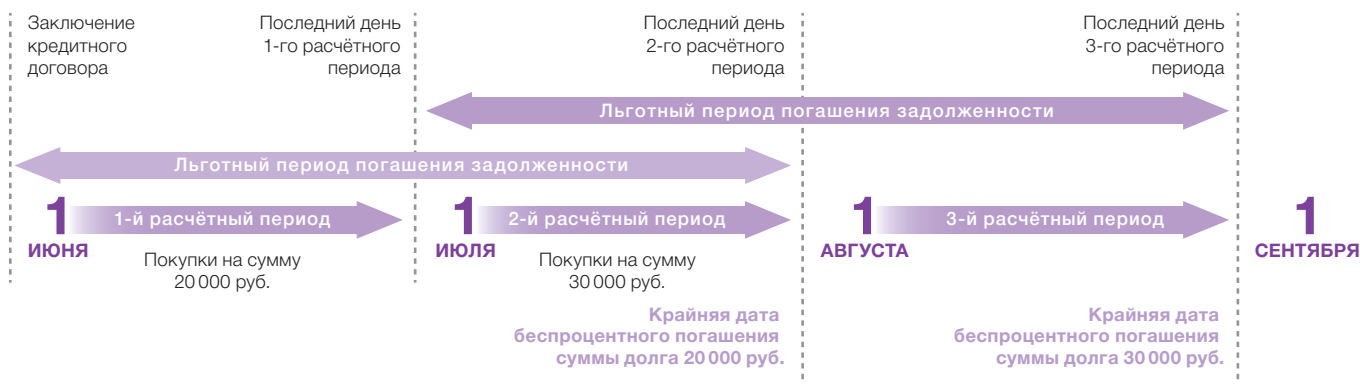 Заключение
кредитного
договора
Последний день
1-го расчётного
периода
Последний день
2-го расчётного
периода
Последний день
3-го расчётного
периода
Льготный период погашения задолженности
Льготный период погашения задолженности
1
ИЮНЯ
1-й расчётный период
1
ИЮЛЯ
2-й расчётный период
1
АВГУСТА
3-й расчётный период
1
СЕНТЯБРЯ
Покупки на сумму
20 000 руб.
Покупки на сумму
30 000 руб.
Крайняя дата
беспроцентного погашения
суммы долга 20 000 руб.
Крайняя дата
беспроцентного погашения
суммы долга 30 000 руб.